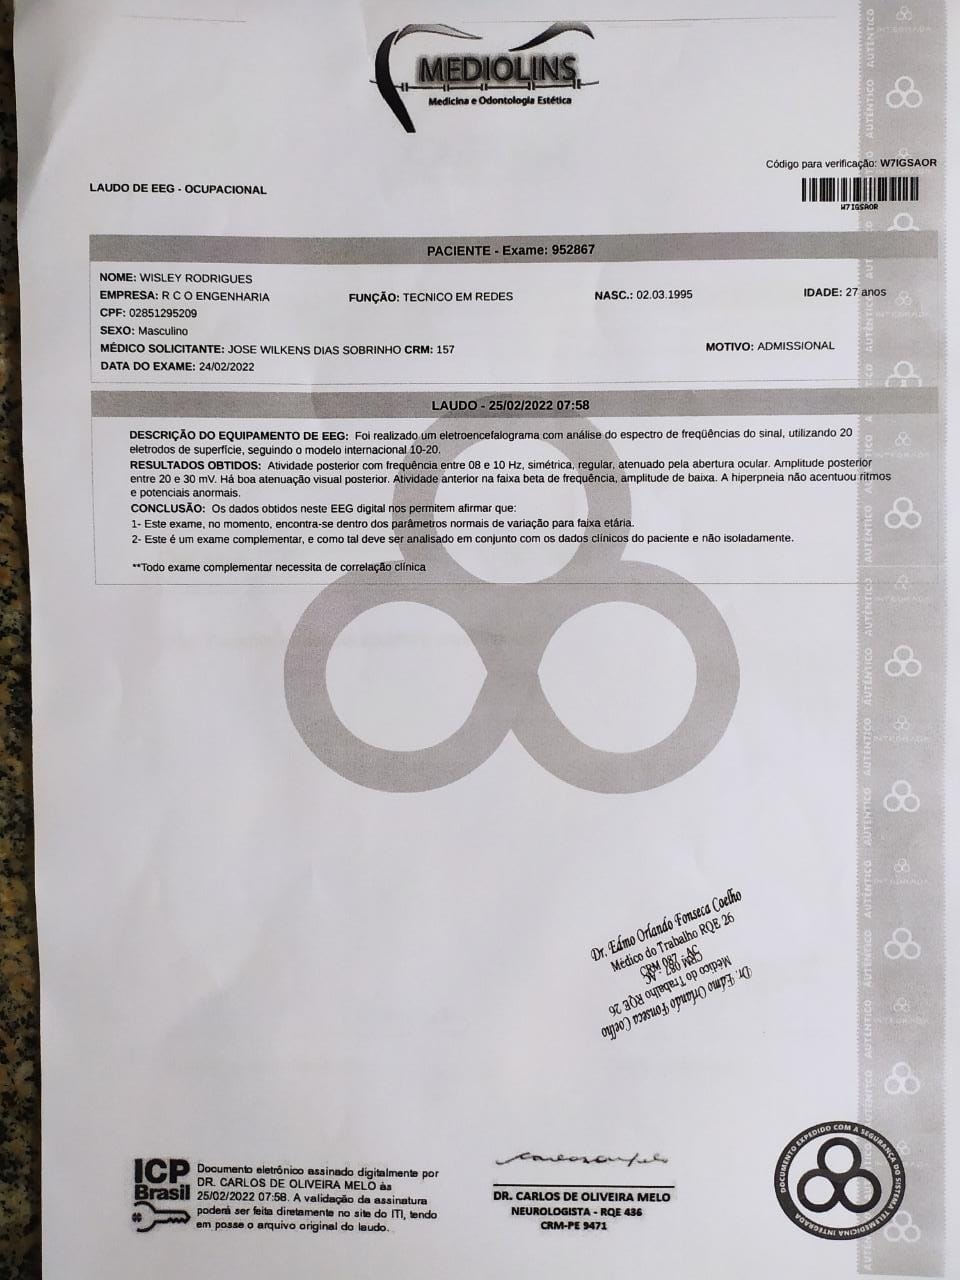 MEDIOLINS
Medicina e Odontologia Estética
Código para verificação: W7IGSAOR
W7IGSAOR
LAUDO DE EEG - OCUPACIONAL
PACIENTE - Exame: 952867
NOME: WISLEY RODRIGUES
EMPRESA: R C O ENGENHARIA FUNÇÃO: TECNICO EM REDES NASC.: 02.03.1995 IDADE: 27 anos
CPF: 02851295209
SEXO: Masculino
MÉDICO SOLICITANTE: JOSE WILKENS DIAS SOBRINHO CRM: 157 MOTIVO: ADMISSIONAL
DATA DO EXAME: 24/02/2022
LAUDO - 25/02/2022 07:58
DESCRIÇÃO DO EQUIPAMENTO DE EEG: Foi realizado um eletroencefalograma com análise do espectro de freqüências do sinal, utilizando 20
eletrodos de superfície, seguindo o modelo internacional 10-20.
RESULTADOS OBTIDOS: Atividade posterior com frequência entre 08 e 10 Hz, simétrica, regular, atenuado pela abertura ocular. Amplitude posterior
entre 20 e 30 mV. Há boa atenuação visual posterior. Atividade anterior na faixa beta de frequência, amplitude de baixa. A hiperpneia não acentuou ritmos
e potenciais anormais.
CONCLUSÃO: Os dados obtidos neste EEG digital nos permitem afirmar que:
1- Este exame, no momento, encontra-se dentro dos parâmetros normais de variação para faixa etária.
2- Este é um exame complementar, e como tal deve ser analisado em conjunto com os dados clínicos do paciente e não isoladamente.
**Todo exame complementar necessita de correlação clínica
Dr. Edmo Orlando Fonseca Coelho
Médico do Trabalho RQE 26
CRM 087 - AC
CRM 087 - AC
Médico do Trabalho RQE 26
Dr. Edmo Orlando Fonseca Coelho
ICP
Brasil
Documento eletrônico assinado digitalmente por
DR. CARLOS DE OLIVEIRA MELO às
25/02/2022 07:58. A validação da assinatura
poderá ser feita diretamente no site do ITI, tendo
em posse o arquivo original do laudo.
DR. CARLOS DE OLIVEIRA MELO
NEUROLOGISTA - RQE 436
CRM-PE 9471
DOCUMENTO EXPEDIDO COM A SEGURANÇA DO SISTEMA TELEMEDICINA INTEGRADA
AUTÊNTICO AUTÊNTICO AUTÊNTICO AUTÊNTICO AUTÊNTICO AUTÊNTICO AUTÊNTICO AUTÊNTICO